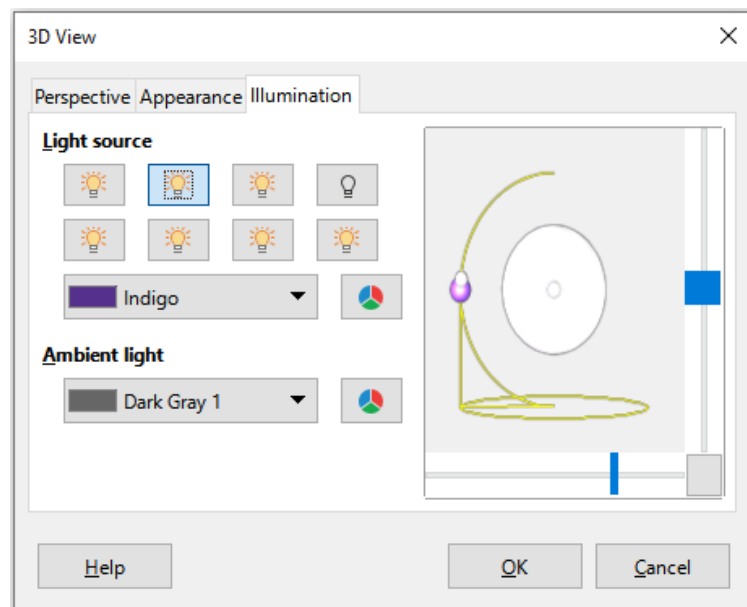 3D View
Perspective Appearance Illumination
Light source
Indigo
Ambient light
Dark Gray 1
Help OK Cancel